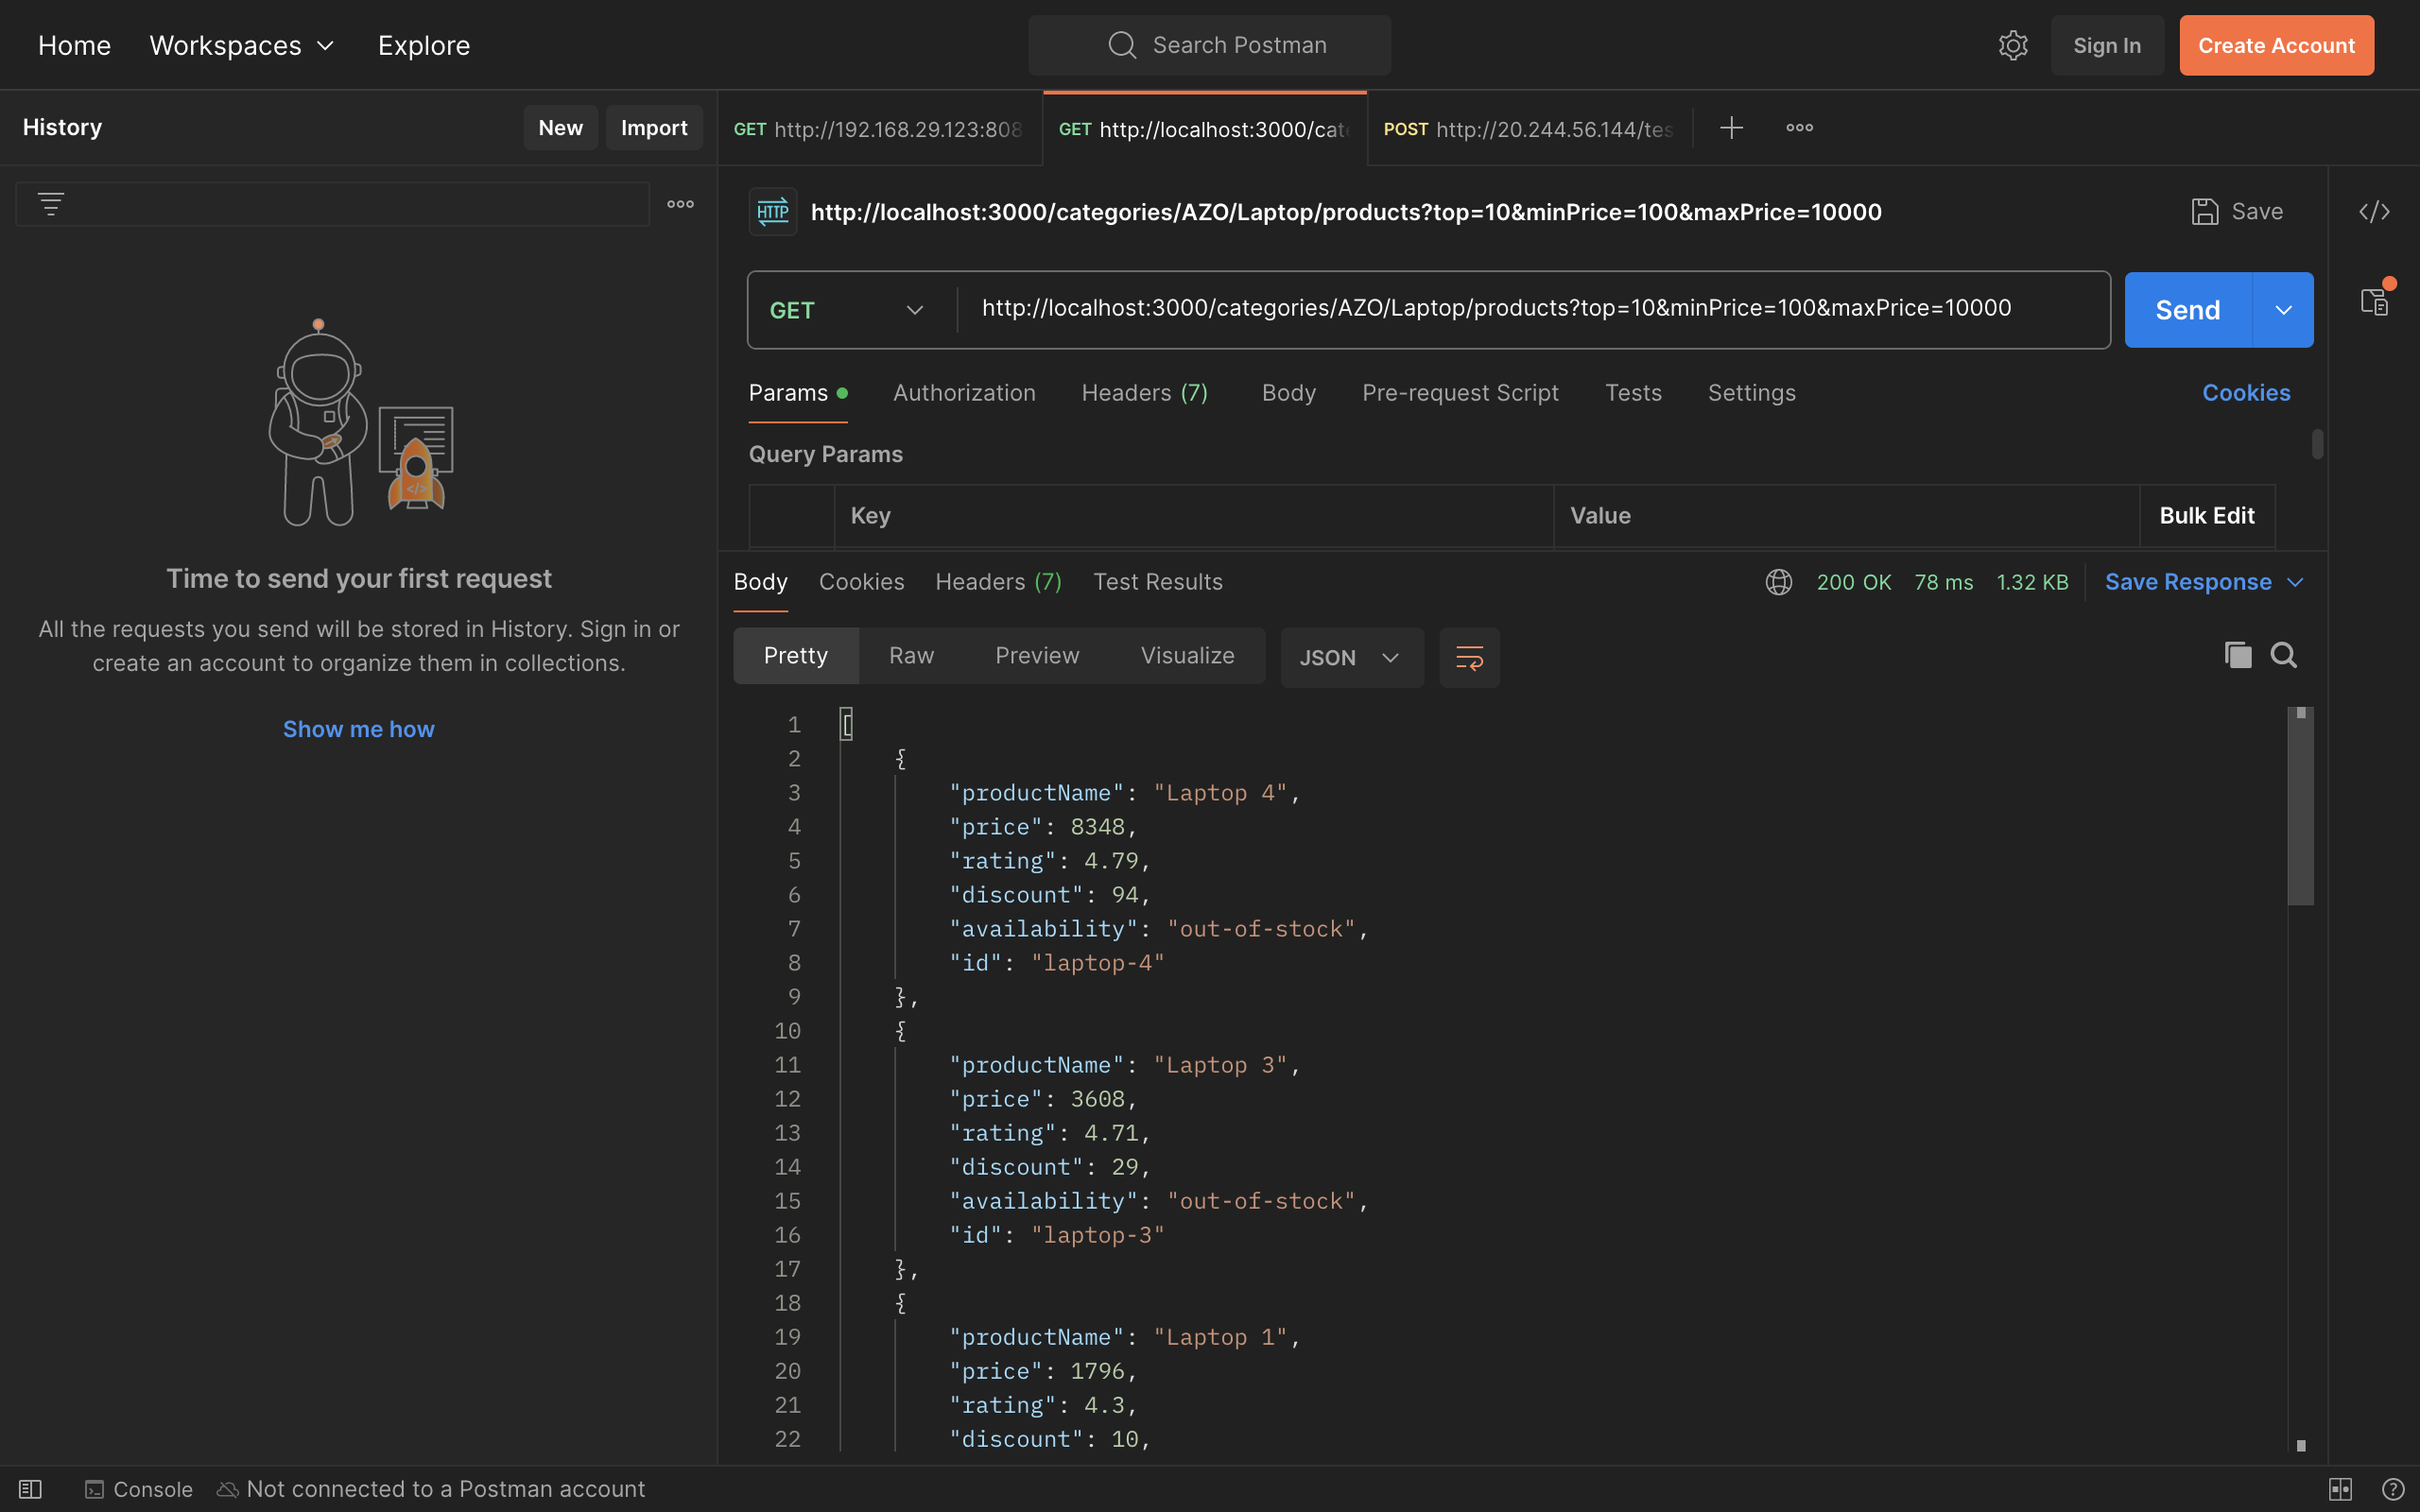 Home Workspaces Explore Search Postman Sign In Create Account
History New Import
GET http://192.168.29.123:808 GET http://localhost:3000/cate POST http://20.244.56.144/tes
HTTP http://localhost:3000/categories/AZO/Laptop/products?top=10&minPrice=100&maxPrice=10000 Save </>
GET http://localhost:3000/categories/AZO/Laptop/products?top=10&minPrice=100&maxPrice=10000 Send
Params Authorization Headers (7) Body Pre-request Script Tests Settings Cookies
Query Params
Key Value Bulk Edit
</>
Time to send your first request
All the requests you send will be stored in History. Sign in or
create an account to organize them in collections.
Show me how
Body Cookies Headers (7) Test Results 200 OK 78 ms 1.32 KB Save Response
Pretty Raw Preview Visualize JSON
1 [
2 {
3 "productName": "Laptop 4",
4 "price": 8348,
5 "rating": 4.79,
6 "discount": 94,
7 "availability": "out-of-stock",
8 "id": "laptop-4"
9 },
10 {
11 "productName": "Laptop 3",
12 "price": 3608,
13 "rating": 4.71,
14 "discount": 29,
15 "availability": "out-of-stock",
16 "id": "laptop-3"
17 },
18 {
19 "productName": "Laptop 1",
20 "price": 1796,
21 "rating": 4.3,
22 "discount": 10,
Console Not connected to a Postman account